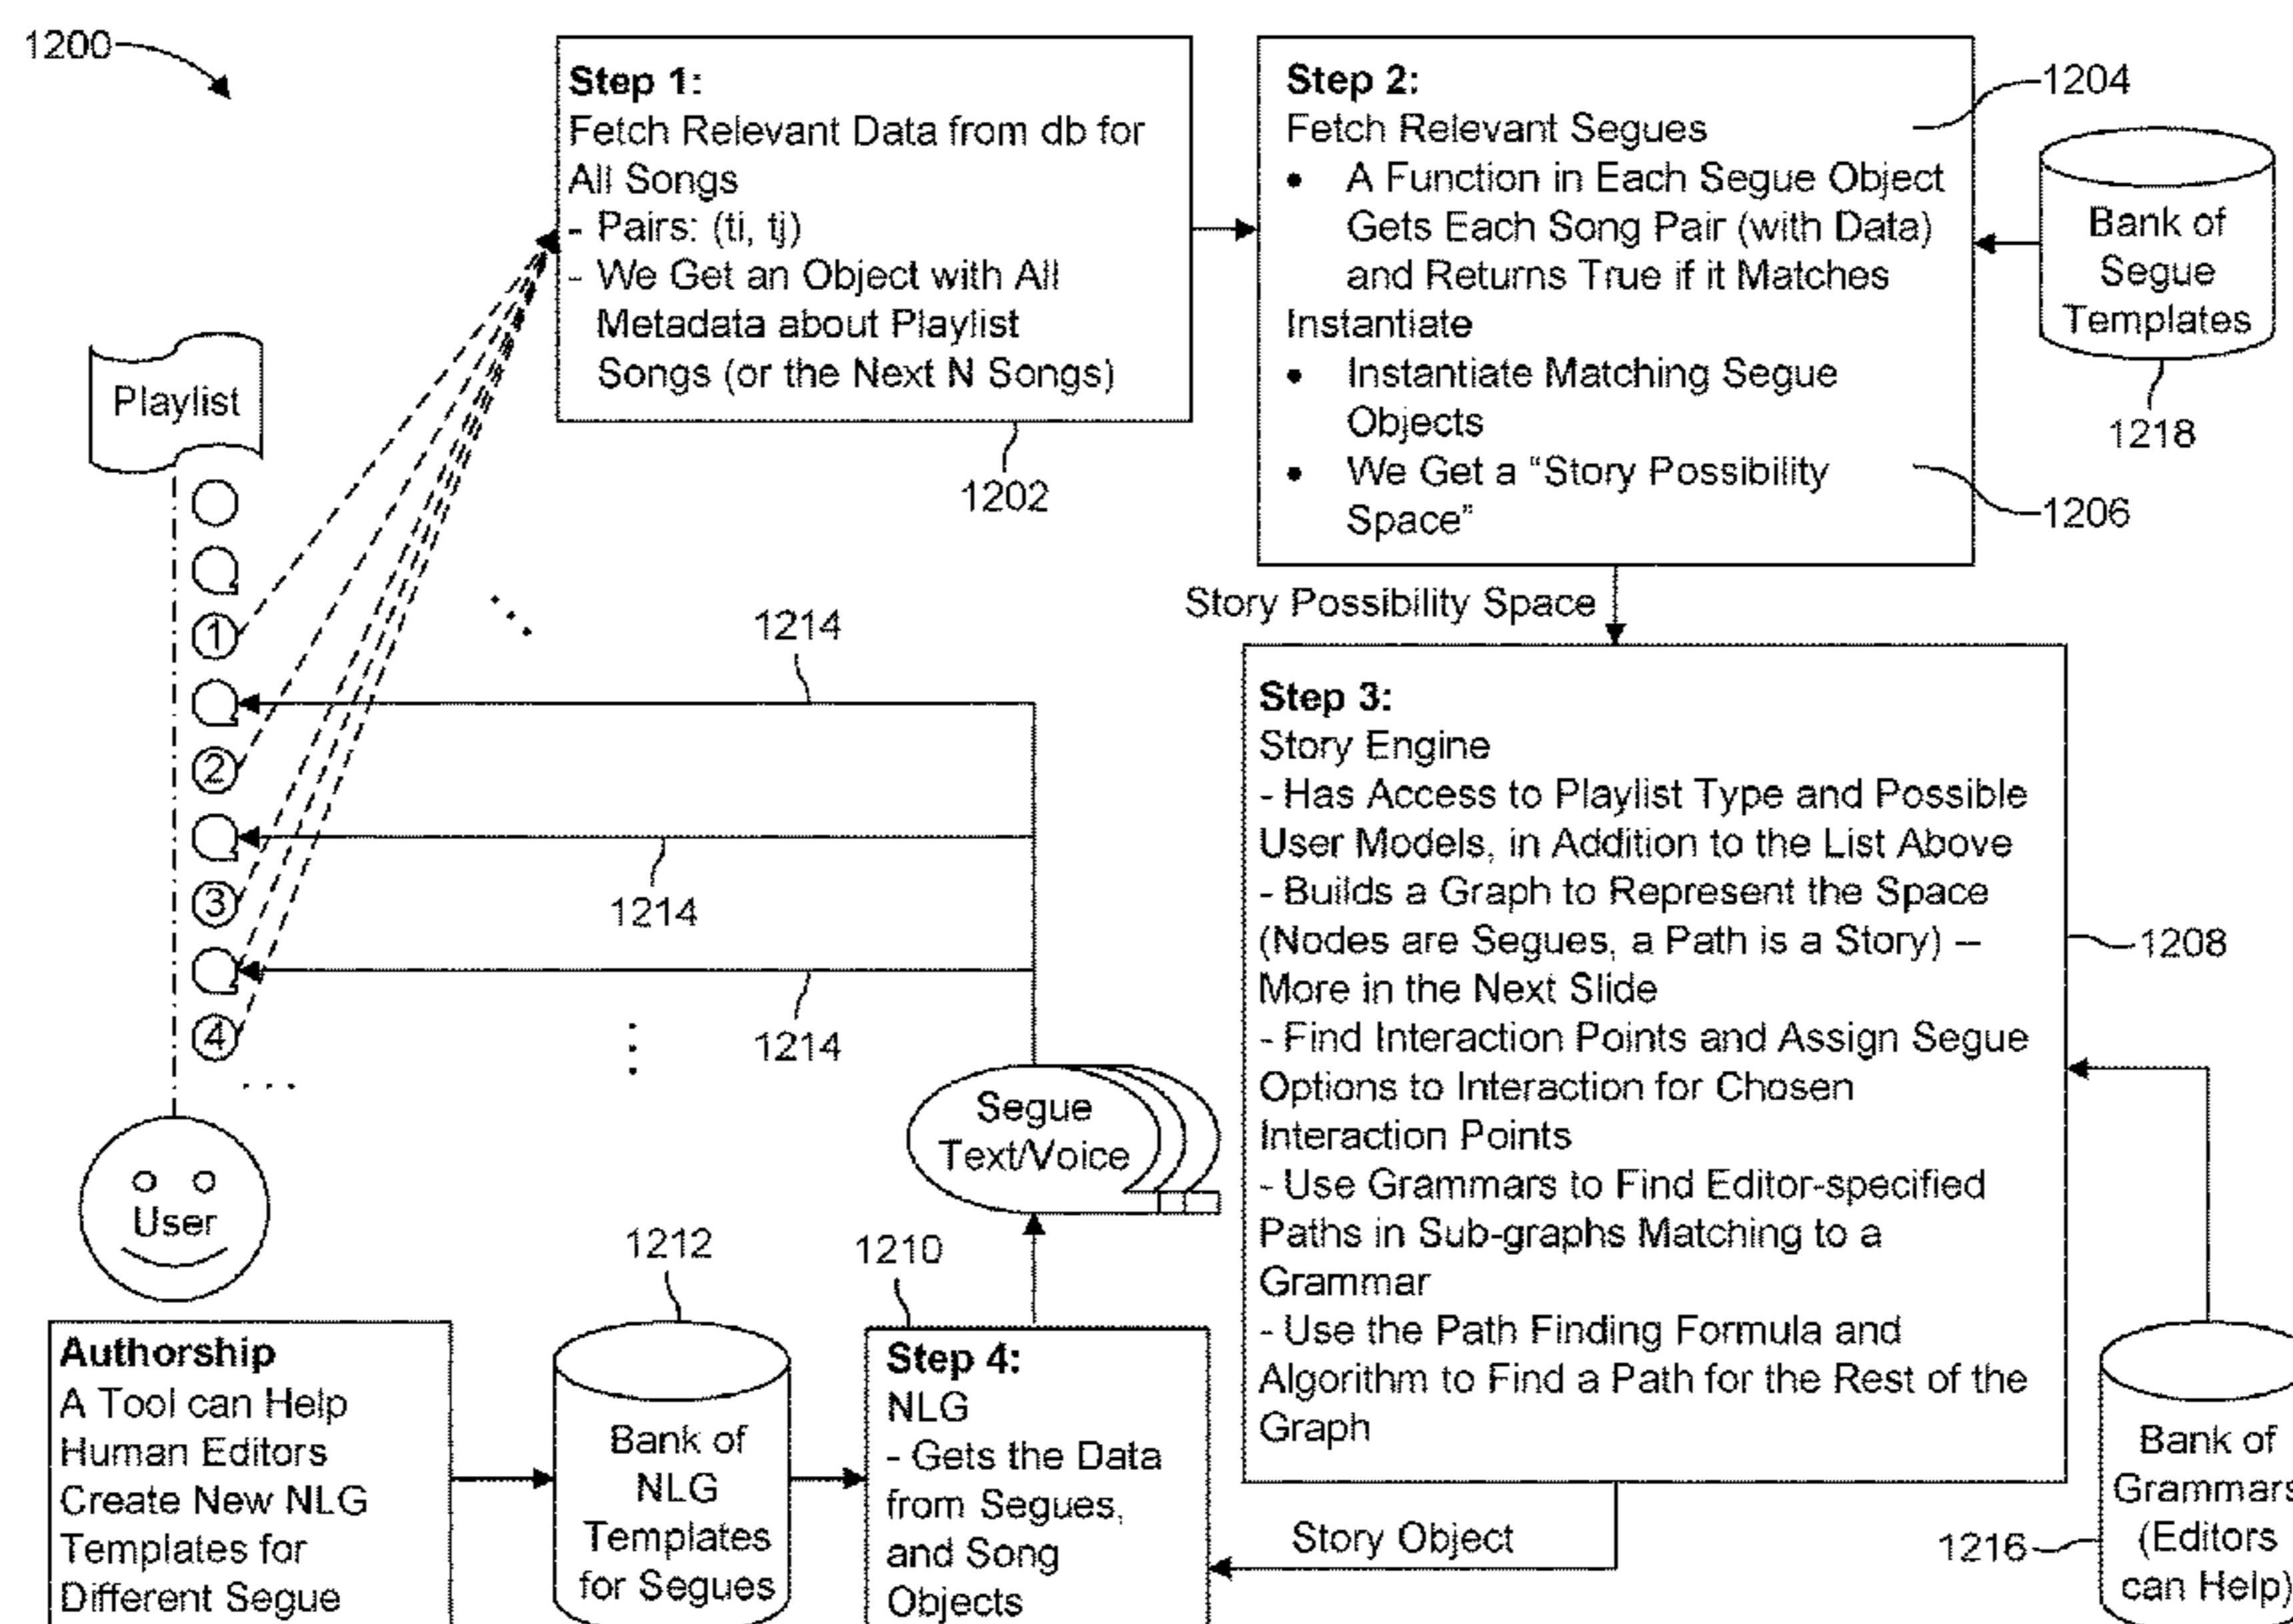 1200
Step 1:
Fetch Relevant Data from db for
All Songs
- Pairs: (ti, tj)
- We Get an Object with All
Metadata about Playlist
Songs (or the Next N Songs)
1202
Step 2:
Fetch Relevant Segues
• A Function in Each Segue Object
Gets Each Song Pair (with Data)
and Returns True if it Matches
Instantiate
• Instantiate Matching Segue
Objects
• We Get a "Story Possibility
Space"
1204
1206
Bank of
Segue
Templates
1218
Playlist
1
2
3
4
. . .
User
1214
1214
1214
Story Possibility Space
Step 3:
Story Engine
- Has Access to Playlist Type and Possible
User Models, in Addition to the List Above
- Builds a Graph to Represent the Space
(Nodes are Segues, a Path is a Story) –
More in the Next Slide
- Find Interaction Points and Assign Segue
Options to Interaction for Chosen
Interaction Points
- Use Grammars to Find Editor-specified
Paths in Sub-graphs Matching to a
Grammar
- Use the Path Finding Formula and
Algorithm to Find a Path for the Rest of the
Graph
1208
Segue
Text/Voice
Authorship
A Tool can Help
Human Editors
Create New NLG
Templates for
Different Segue
1212
Bank of
NLG
Templates
for Segues
1210
Step 4:
NLG
- Gets the Data
from Segues,
and Song
Objects
Story Object
1216
Bank of
Grammars
(Editors
can Help)